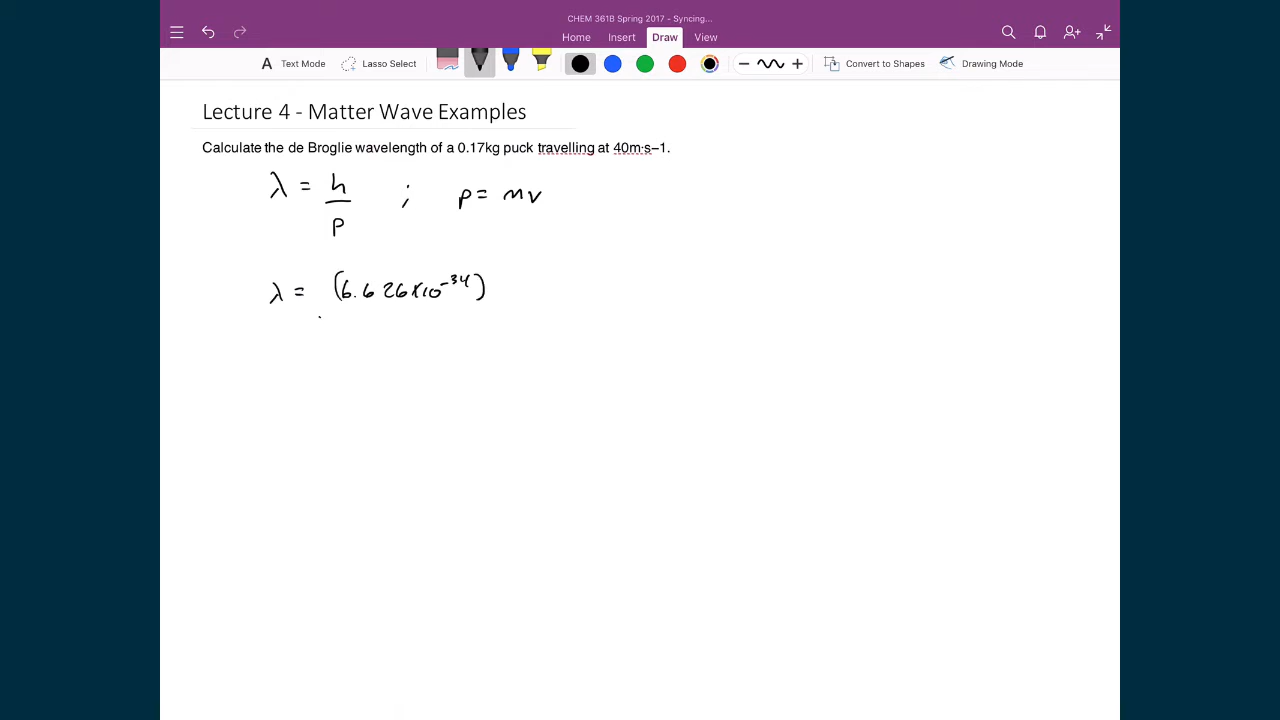 CHEM 361B Spring 2017 - Syncing...
Home Insert Draw View
A Text Mode Lasso Select Convert to Shapes Drawing Mode
Lecture 4 - Matter Wave Examples
Calculate the de Broglie wavelength of a 0.17kg puck travelling at 40m·s–1.
λ = h / p ; p = mv
λ = (6.626×10⁻³⁴)